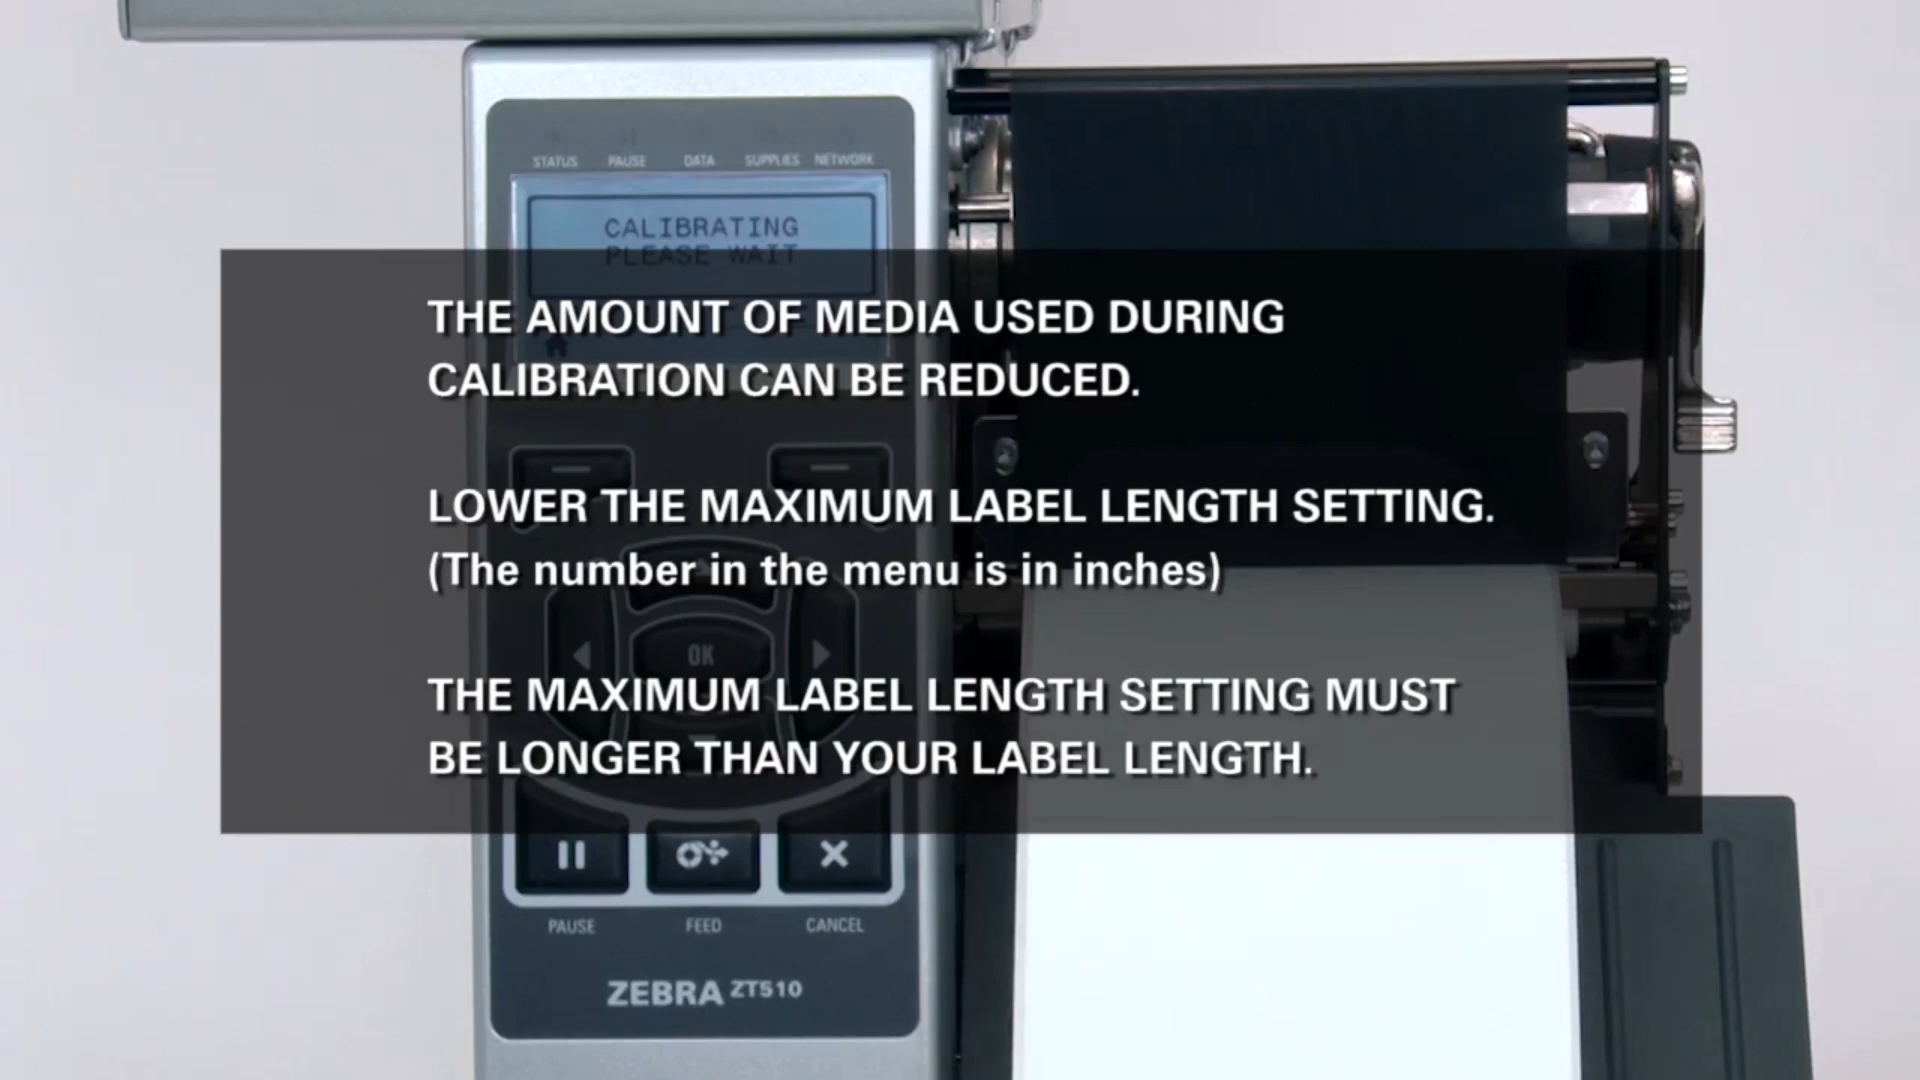 STATUS PAUSE DATA SUPPLIES NETWORK
CALIBRATING
PLEASE WAIT
THE AMOUNT OF MEDIA USED DURING
CALIBRATION CAN BE REDUCED.
LOWER THE MAXIMUM LABEL LENGTH SETTING.
(The number in the menu is in inches)
OK
THE MAXIMUM LABEL LENGTH SETTING MUST
BE LONGER THAN YOUR LABEL LENGTH.
PAUSE FEED CANCEL
ZEBRA ZT510